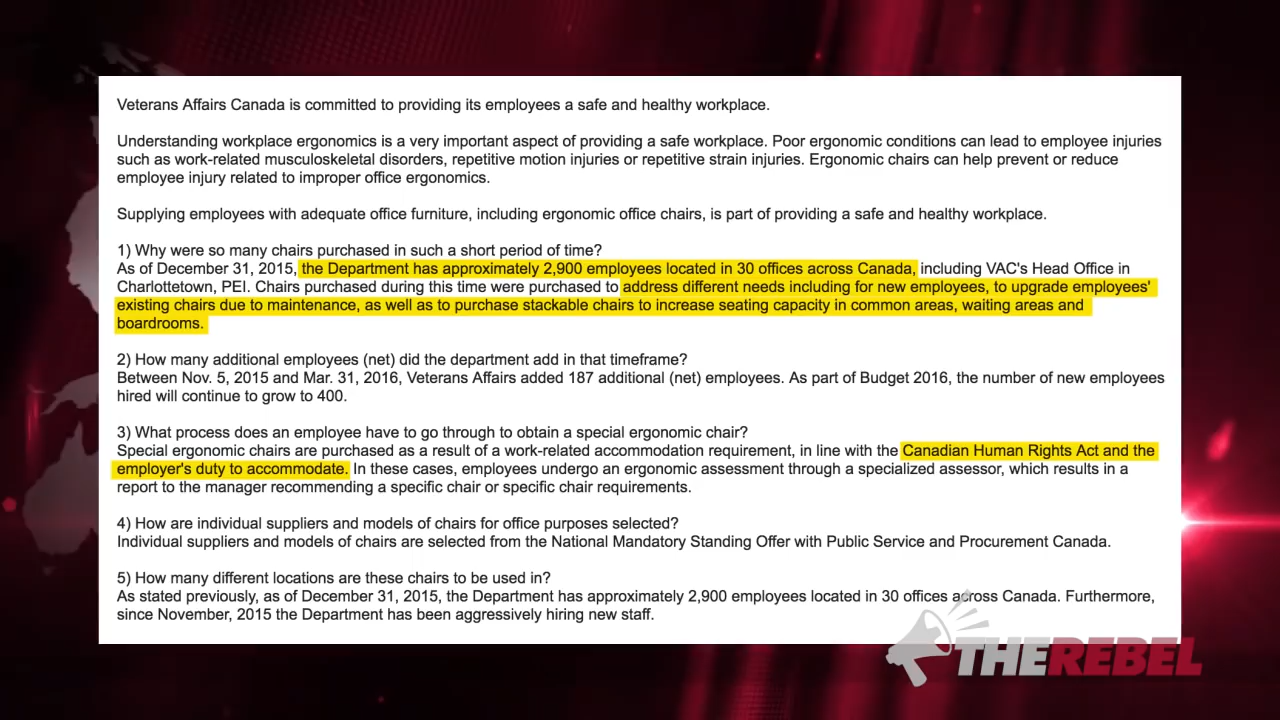 Veterans Affairs Canada is committed to providing its employees a safe and healthy workplace.
Understanding workplace ergonomics is a very important aspect of providing a safe workplace. Poor ergonomic conditions can lead to employee injuries
such as work-related musculoskeletal disorders, repetitive motion injuries or repetitive strain injuries. Ergonomic chairs can help prevent or reduce
employee injury related to improper office ergonomics.
Supplying employees with adequate office furniture, including ergonomic office chairs, is part of providing a safe and healthy workplace.
1) Why were so many chairs purchased in such a short period of time?
As of December 31, 2015, the Department has approximately 2,900 employees located in 30 offices across Canada, including VAC's Head Office in
Charlottetown, PEI. Chairs purchased during this time were purchased to address different needs including for new employees, to upgrade employees'
existing chairs due to maintenance, as well as to purchase stackable chairs to increase seating capacity in common areas, waiting areas and
boardrooms.
2) How many additional employees (net) did the department add in that timeframe?
Between Nov. 5, 2015 and Mar. 31, 2016, Veterans Affairs added 187 additional (net) employees. As part of Budget 2016, the number of new employees
hired will continue to grow to 400.
3) What process does an employee have to go through to obtain a special ergonomic chair?
Special ergonomic chairs are purchased as a result of a work-related accommodation requirement, in line with the Canadian Human Rights Act and the
employer's duty to accommodate. In these cases, employees undergo an ergonomic assessment through a specialized assessor, which results in a
report to the manager recommending a specific chair or specific chair requirements.
4) How are individual suppliers and models of chairs for office purposes selected?
Individual suppliers and models of chairs are selected from the National Mandatory Standing Offer with Public Service and Procurement Canada.
5) How many different locations are these chairs to be used in?
As stated previously, as of December 31, 2015, the Department has approximately 2,900 employees located in 30 offices across Canada. Furthermore,
since November, 2015 the Department has been aggressively hiring new staff.
THEREBEL